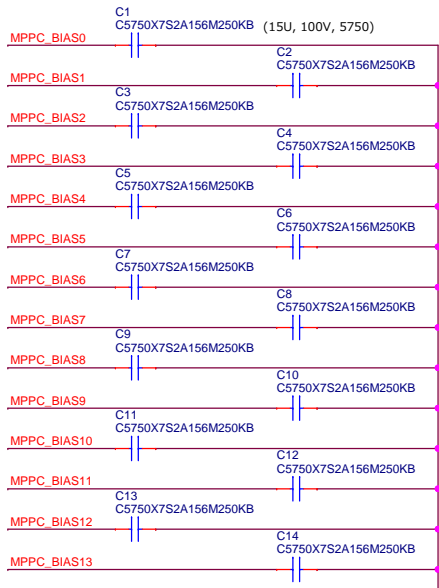 C1
C5750X7S2A156M250KB (15U, 100V, 5750)
MPPC_BIAS0
C2
C5750X7S2A156M250KB
MPPC_BIAS1
C3
C5750X7S2A156M250KB
MPPC_BIAS2
C4
C5750X7S2A156M250KB
MPPC_BIAS3
C5
C5750X7S2A156M250KB
MPPC_BIAS4
C6
C5750X7S2A156M250KB
MPPC_BIAS5
C7
C5750X7S2A156M250KB
MPPC_BIAS6
C8
C5750X7S2A156M250KB
MPPC_BIAS7
C9
C5750X7S2A156M250KB
MPPC_BIAS8
C10
C5750X7S2A156M250KB
MPPC_BIAS9
C11
C5750X7S2A156M250KB
MPPC_BIAS10
C12
C5750X7S2A156M250KB
MPPC_BIAS11
C13
C5750X7S2A156M250KB
MPPC_BIAS12
C14
C5750X7S2A156M250KB
MPPC_BIAS13